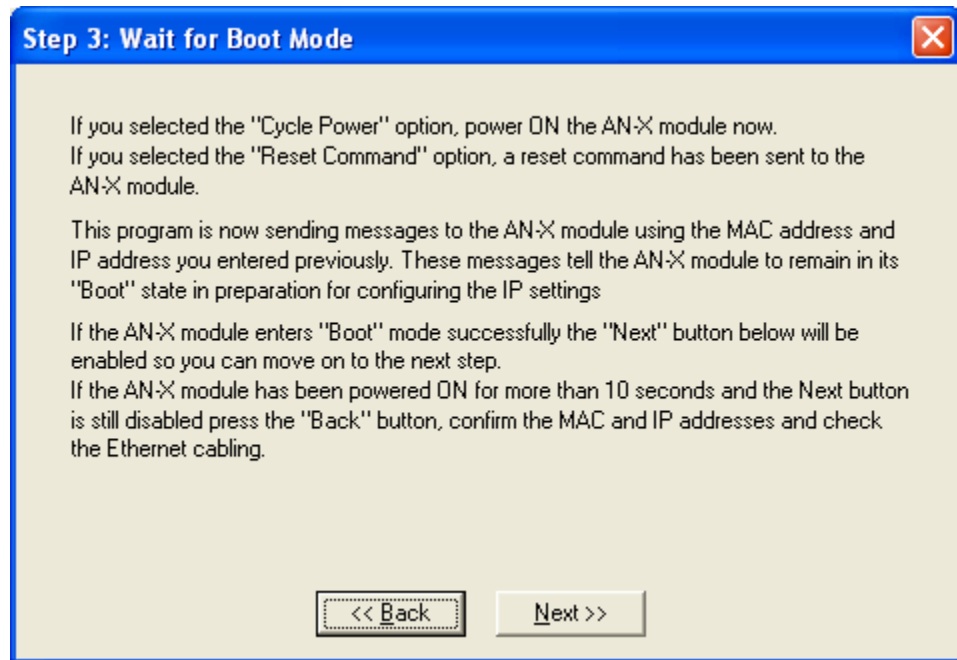 Step 3: Wait for Boot Mode
If you selected the "Cycle Power" option, power ON the AN-X module now.
If you selected the "Reset Command" option, a reset command has been sent to the
AN-X module.
This program is now sending messages to the AN-X module using the MAC address and
IP address you entered previously. These messages tell the AN-X module to remain in its
"Boot" state in preparation for configuring the IP settings
If the AN-X module enters "Boot" mode successfully the "Next" button below will be
enabled so you can move on to the next step.
If the AN-X module has been powered ON for more than 10 seconds and the Next button
is still disabled press the "Back" button, confirm the MAC and IP addresses and check
the Ethernet cabling.
<< Back
Next >>